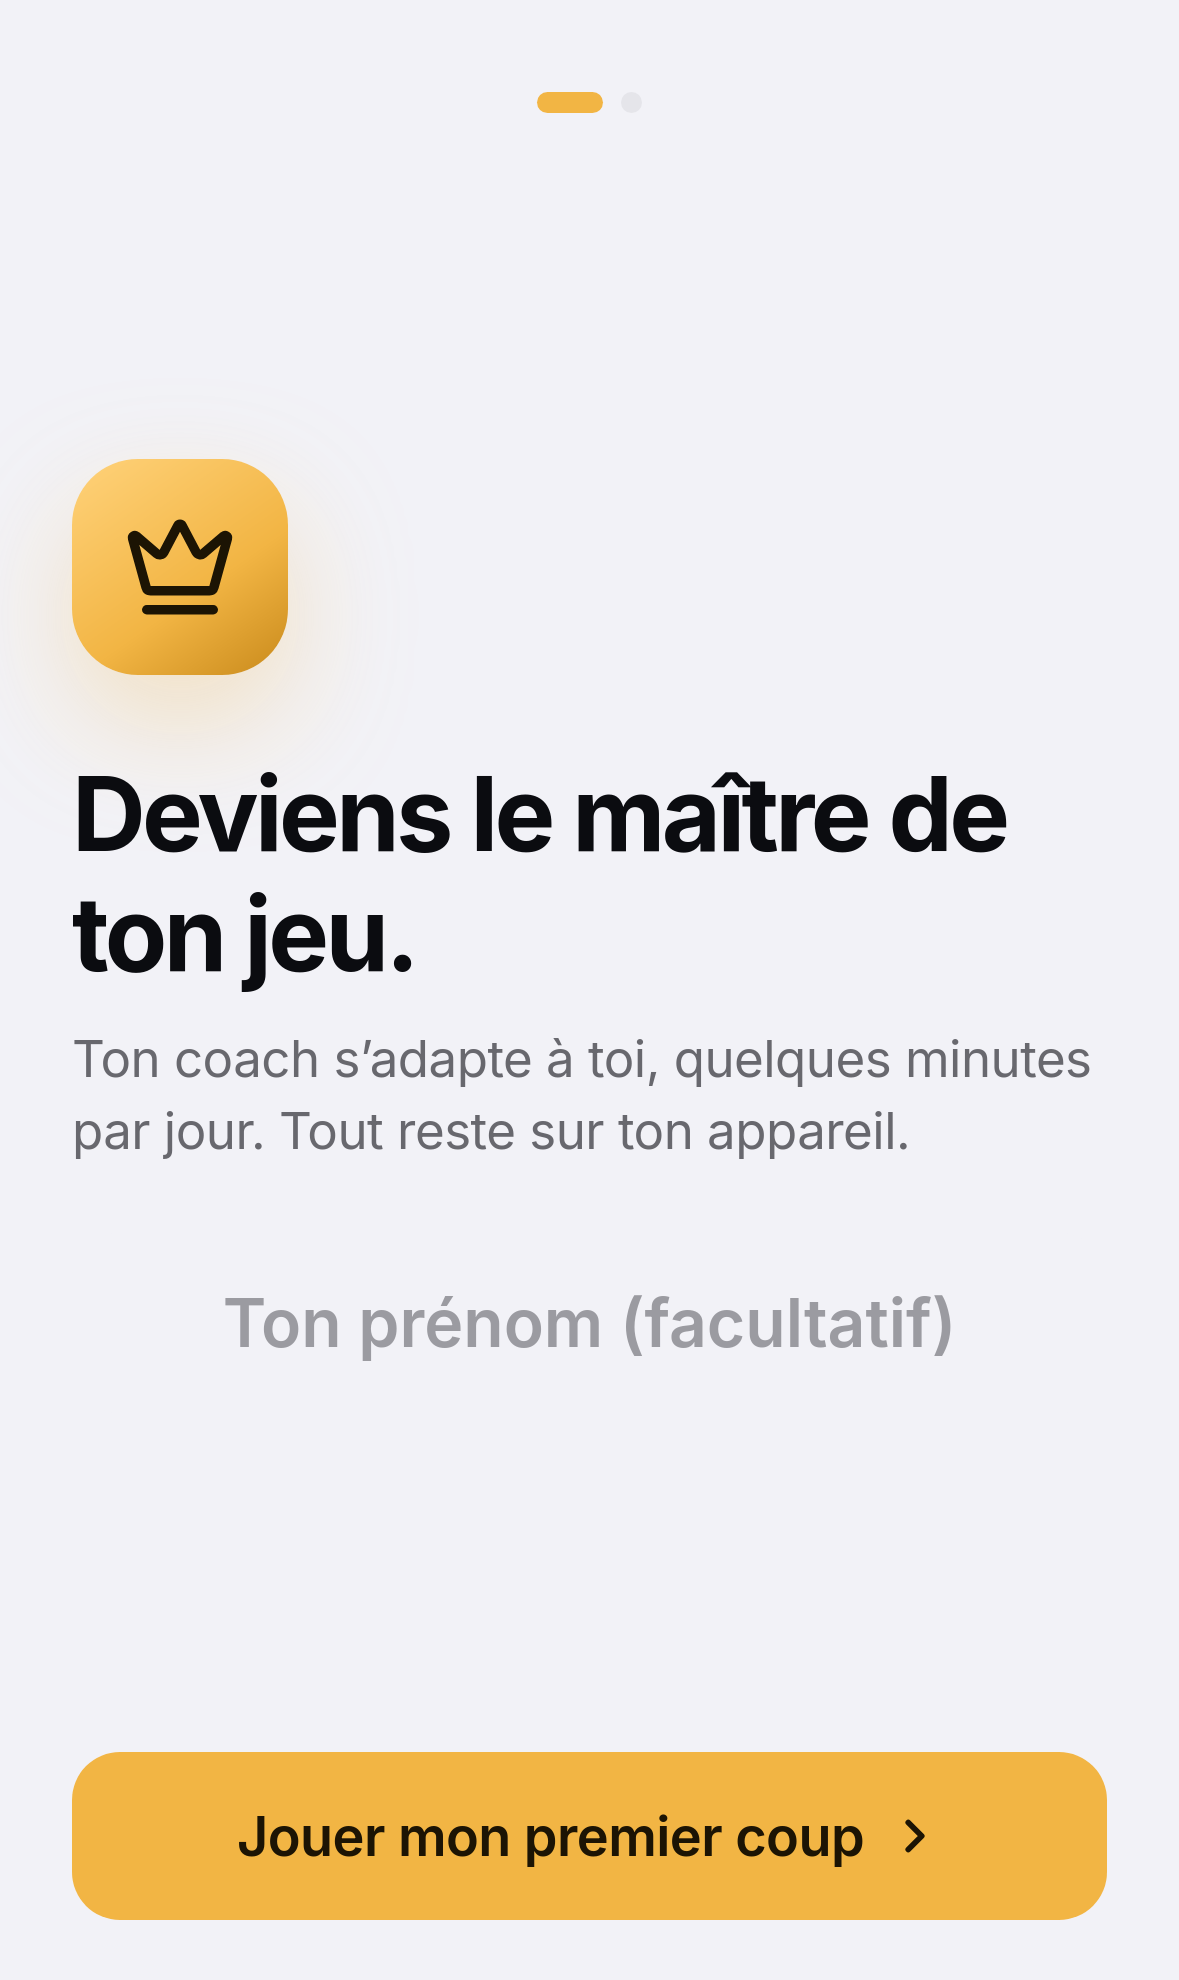 Deviens le maître de
ton jeu.
Ton coach s’adapte à toi, quelques minutes
par jour. Tout reste sur ton appareil.
Ton prénom (facultatif)
Jouer mon premier coup